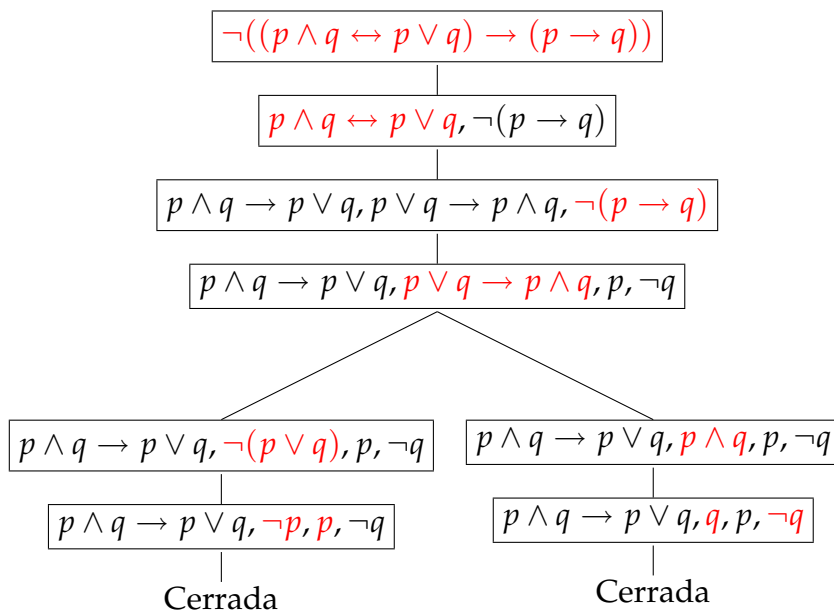 ¬((p ∧ q ↔ p ∨ q) → (p → q))
p ∧ q ↔ p ∨ q, ¬(p → q)
p ∧ q → p ∨ q, p ∨ q → p ∧ q, ¬(p → q)
p ∧ q → p ∨ q, p ∨ q → p ∧ q, p, ¬q
p ∧ q → p ∨ q, ¬(p ∨ q), p, ¬q
p ∧ q → p ∨ q, p ∧ q, p, ¬q
p ∧ q → p ∨ q, ¬p, p, ¬q
p ∧ q → p ∨ q, q, p, ¬q
Cerrada
Cerrada